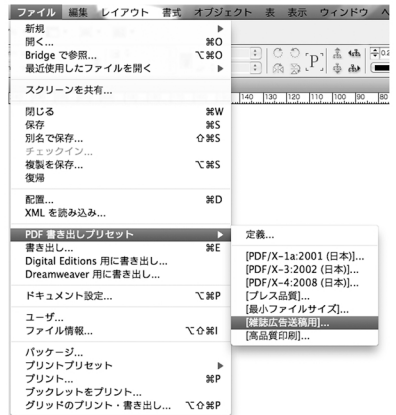 ファイル 編集 レイアウト 書式 オブジェクト 表 表示 ウィンドウ ヘ
新規
開く... ⌘O
Bridge で参照... ⌥⌘O
最近使用したファイルを開く
スクリーンを共有...
閉じる ⌘W
保存 ⌘S
別名で保存... ⇧⌘S
チェックイン...
複製を保存... ⌥⌘S
復帰
配置... ⌘D
XML を読み込み...
PDF 書き出しプリセット
書き出し... ⌘E
Digital Editions 用に書き出し...
Dreamweaver 用に書き出し...
ドキュメント設定... ⌥⌘P
ユーザ...
ファイル情報... ⌥⇧⌘I
パッケージ...
プリントプリセット
プリント... ⌘P
ブックレットをプリント...
グリッドのプリント・書き出し... ⌥⇧⌘P
定義...
[PDF/X-1a:2001 (日本)]...
[PDF/X-3:2002 (日本)]...
[PDF/X-4:2008 (日本)]...
[プレス品質]...
[最小ファイルサイズ]...
[雑誌広告送稿用]...
[高品質印刷]...
P
140 130 120 110 100 90 80